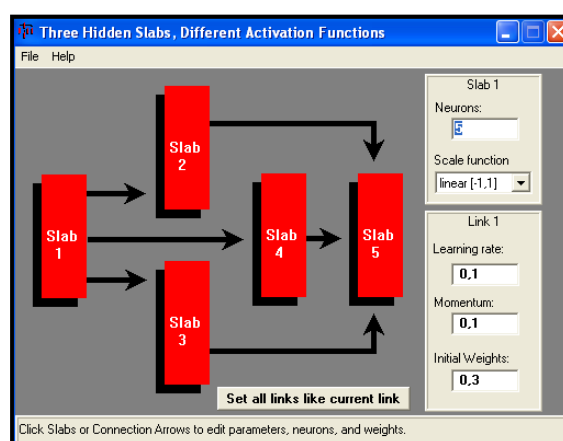 Three Hidden Slabs, Different Activation Functions
File Help
Slab 1
Neurons:
5
Scale function
linear [-1,1]
Link 1
Learning rate:
0,1
Momentum:
0,1
Initial Weights:
0,3
Slab
2
Slab
1
Slab
4
Slab
5
Slab
3
Set all links like current link
Click Slabs or Connection Arrows to edit parameters, neurons, and weights.